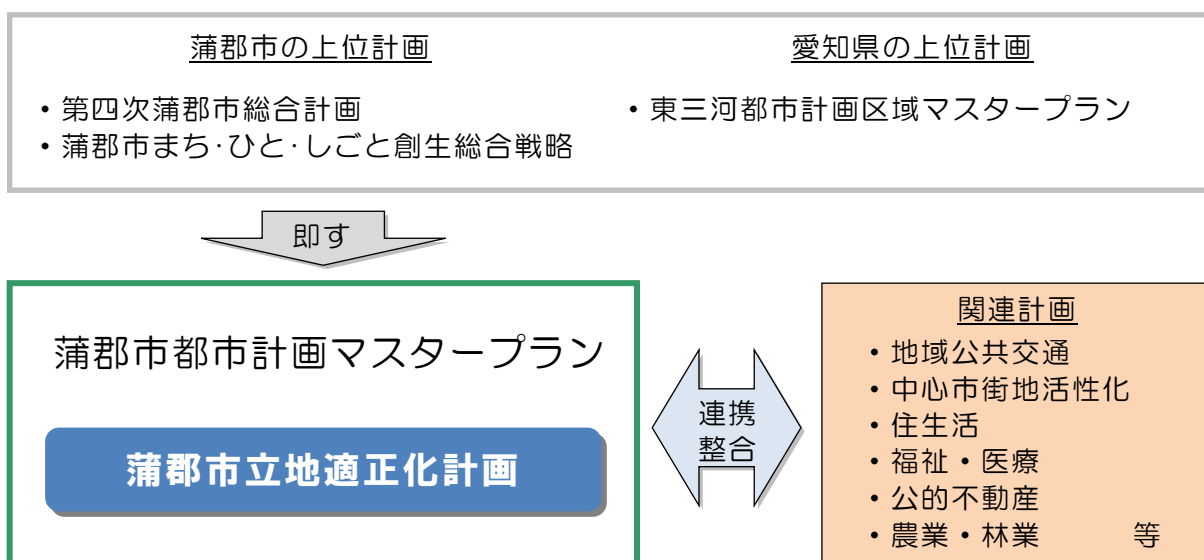 蒲郡市の上位計画
・第四次蒲郡市総合計画
・蒲郡市まち・ひと・しごと創生総合戦略
愛知県の上位計画
・東三河都市計画区域マスタープラン
即す
蒲郡市都市計画マスタープラン
蒲郡市立地適正化計画
連携
整合
関連計画
・地域公共交通
・中心市街地活性化
・住生活
・福祉・医療
・公的不動産
・農業・林業 等